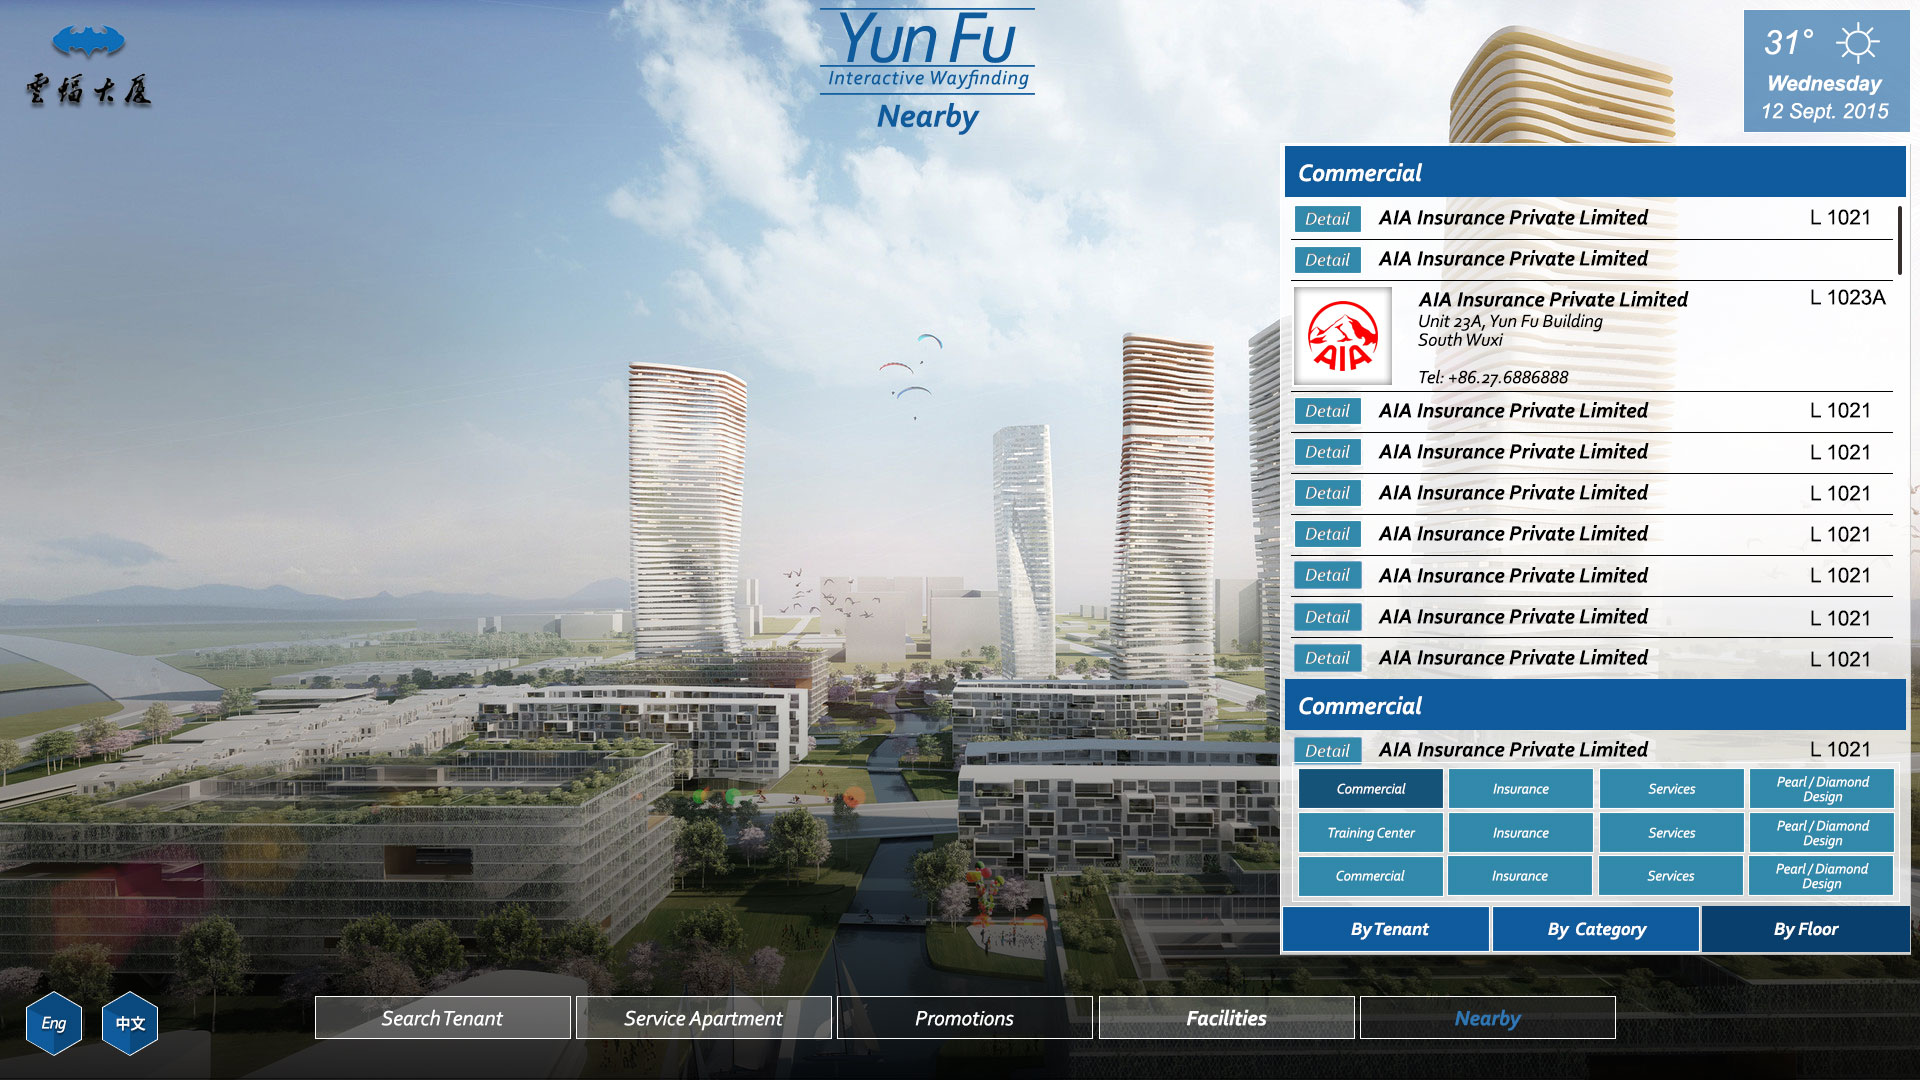 雲福大厦
Yun Fu
Interactive Wayfinding
Nearby
31°
Wednesday
12 Sept. 2015
Commercial
Detail AIA Insurance Private Limited L 1021
Detail AIA Insurance Private Limited
AIA
AIA Insurance Private Limited L 1023A
Unit 23A, Yun Fu Building
South Wuxi
Tel: +86.27.6886888
Detail AIA Insurance Private Limited L 1021
Detail AIA Insurance Private Limited L 1021
Detail AIA Insurance Private Limited L 1021
Detail AIA Insurance Private Limited L 1021
Detail AIA Insurance Private Limited L 1021
Detail AIA Insurance Private Limited L 1021
Detail AIA Insurance Private Limited L 1021
Commercial
Detail AIA Insurance Private Limited L 1021
Commercial Insurance Services Pearl / Diamond
Design
Training Center Insurance Services Pearl / Diamond
Design
Commercial Insurance Services Pearl / Diamond
Design
By Tenant By Category By Floor
Eng 中文 Search Tenant Service Apartment Promotions Facilities Nearby